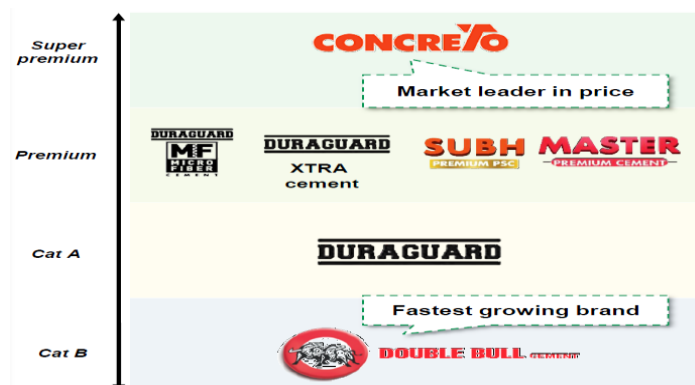 Super
premium
CONCRETO
Market leader in price
Premium
DURAGUARD
MF
MICRO
FIBER
CEMENT
DURAGUARD
XTRA
cement
SUBH
PREMIUM PSC
MASTER
PREMIUM CEMENT
Cat A
DURAGUARD
Fastest growing brand
Cat B
DOUBLE BULL CEMENT